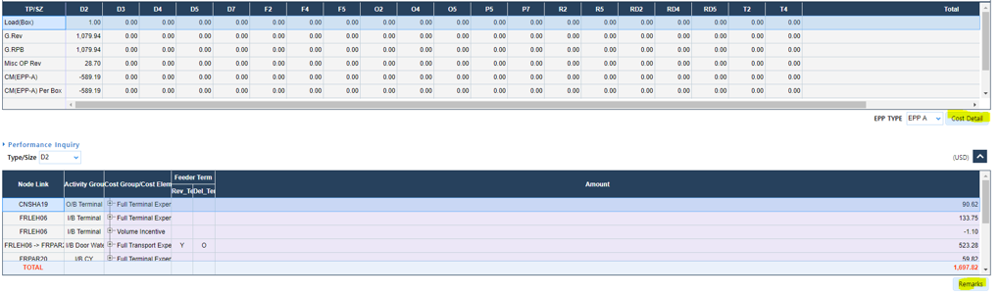 TP/SZ D2 D3 D4 D5 D7 F2 F4 F5 O2 O4 O5 P5 P7 R2 R5 RD2 RD4 RD5 T2 T4 Total
Load(Box) 1.00 0.00 0.00 0.00 0.00 0.00 0.00 0.00 0.00 0.00 0.00 0.00 0.00 0.00 0.00 0.00 0.00 0.00 0.00 0.00
G.Rev 1,079.94 0.00 0.00 0.00 0.00 0.00 0.00 0.00 0.00 0.00 0.00 0.00 0.00 0.00 0.00 0.00 0.00 0.00 0.00 0.00
G.RPB 1,079.94 0.00 0.00 0.00 0.00 0.00 0.00 0.00 0.00 0.00 0.00 0.00 0.00 0.00 0.00 0.00 0.00 0.00 0.00 0.00
Misc OP Rev 28.70 0.00 0.00 0.00 0.00 0.00 0.00 0.00 0.00 0.00 0.00 0.00 0.00 0.00 0.00 0.00 0.00 0.00 0.00 0.00
CM(EPP-A) -589.19 0.00 0.00 0.00 0.00 0.00 0.00 0.00 0.00 0.00 0.00 0.00 0.00 0.00 0.00 0.00 0.00 0.00 0.00 0.00
CM(EPP-A) Per Box -589.19 0.00 0.00 0.00 0.00 0.00 0.00 0.00 0.00 0.00 0.00 0.00 0.00 0.00 0.00 0.00 0.00 0.00 0.00 0.00
EPP TYPE EPP A Cost Detail
Performance Inquiry
Type/Size D2 (USD)
Node Link Activity Grou Cost Group/Cost Elem Feeder Term Amount
Rev_Te Del_Ter
CNSHA19 O/B Terminal Full Terminal Exper 90.62
FRLEH06 I/B Terminal Full Terminal Exper 133.75
FRLEH06 I/B Terminal Volume Incentive -1.10
FRLEH06 -> FRPAR2 I/B Door Wate Full Transport Expe Y O 523.28
FRPAR20 I/B CY Full Terminal Exper 59.82
TOTAL 1,697.82
Remarks